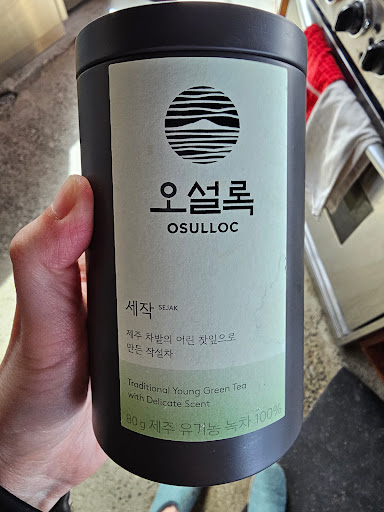 오설록
OSULLOC
세작 SEJAK
제주 차밭의 어린 찻잎으로
만든 작설차
Traditional Young Green Tea
with Delicate Scent
80 g 제주 유기농 녹차 100%